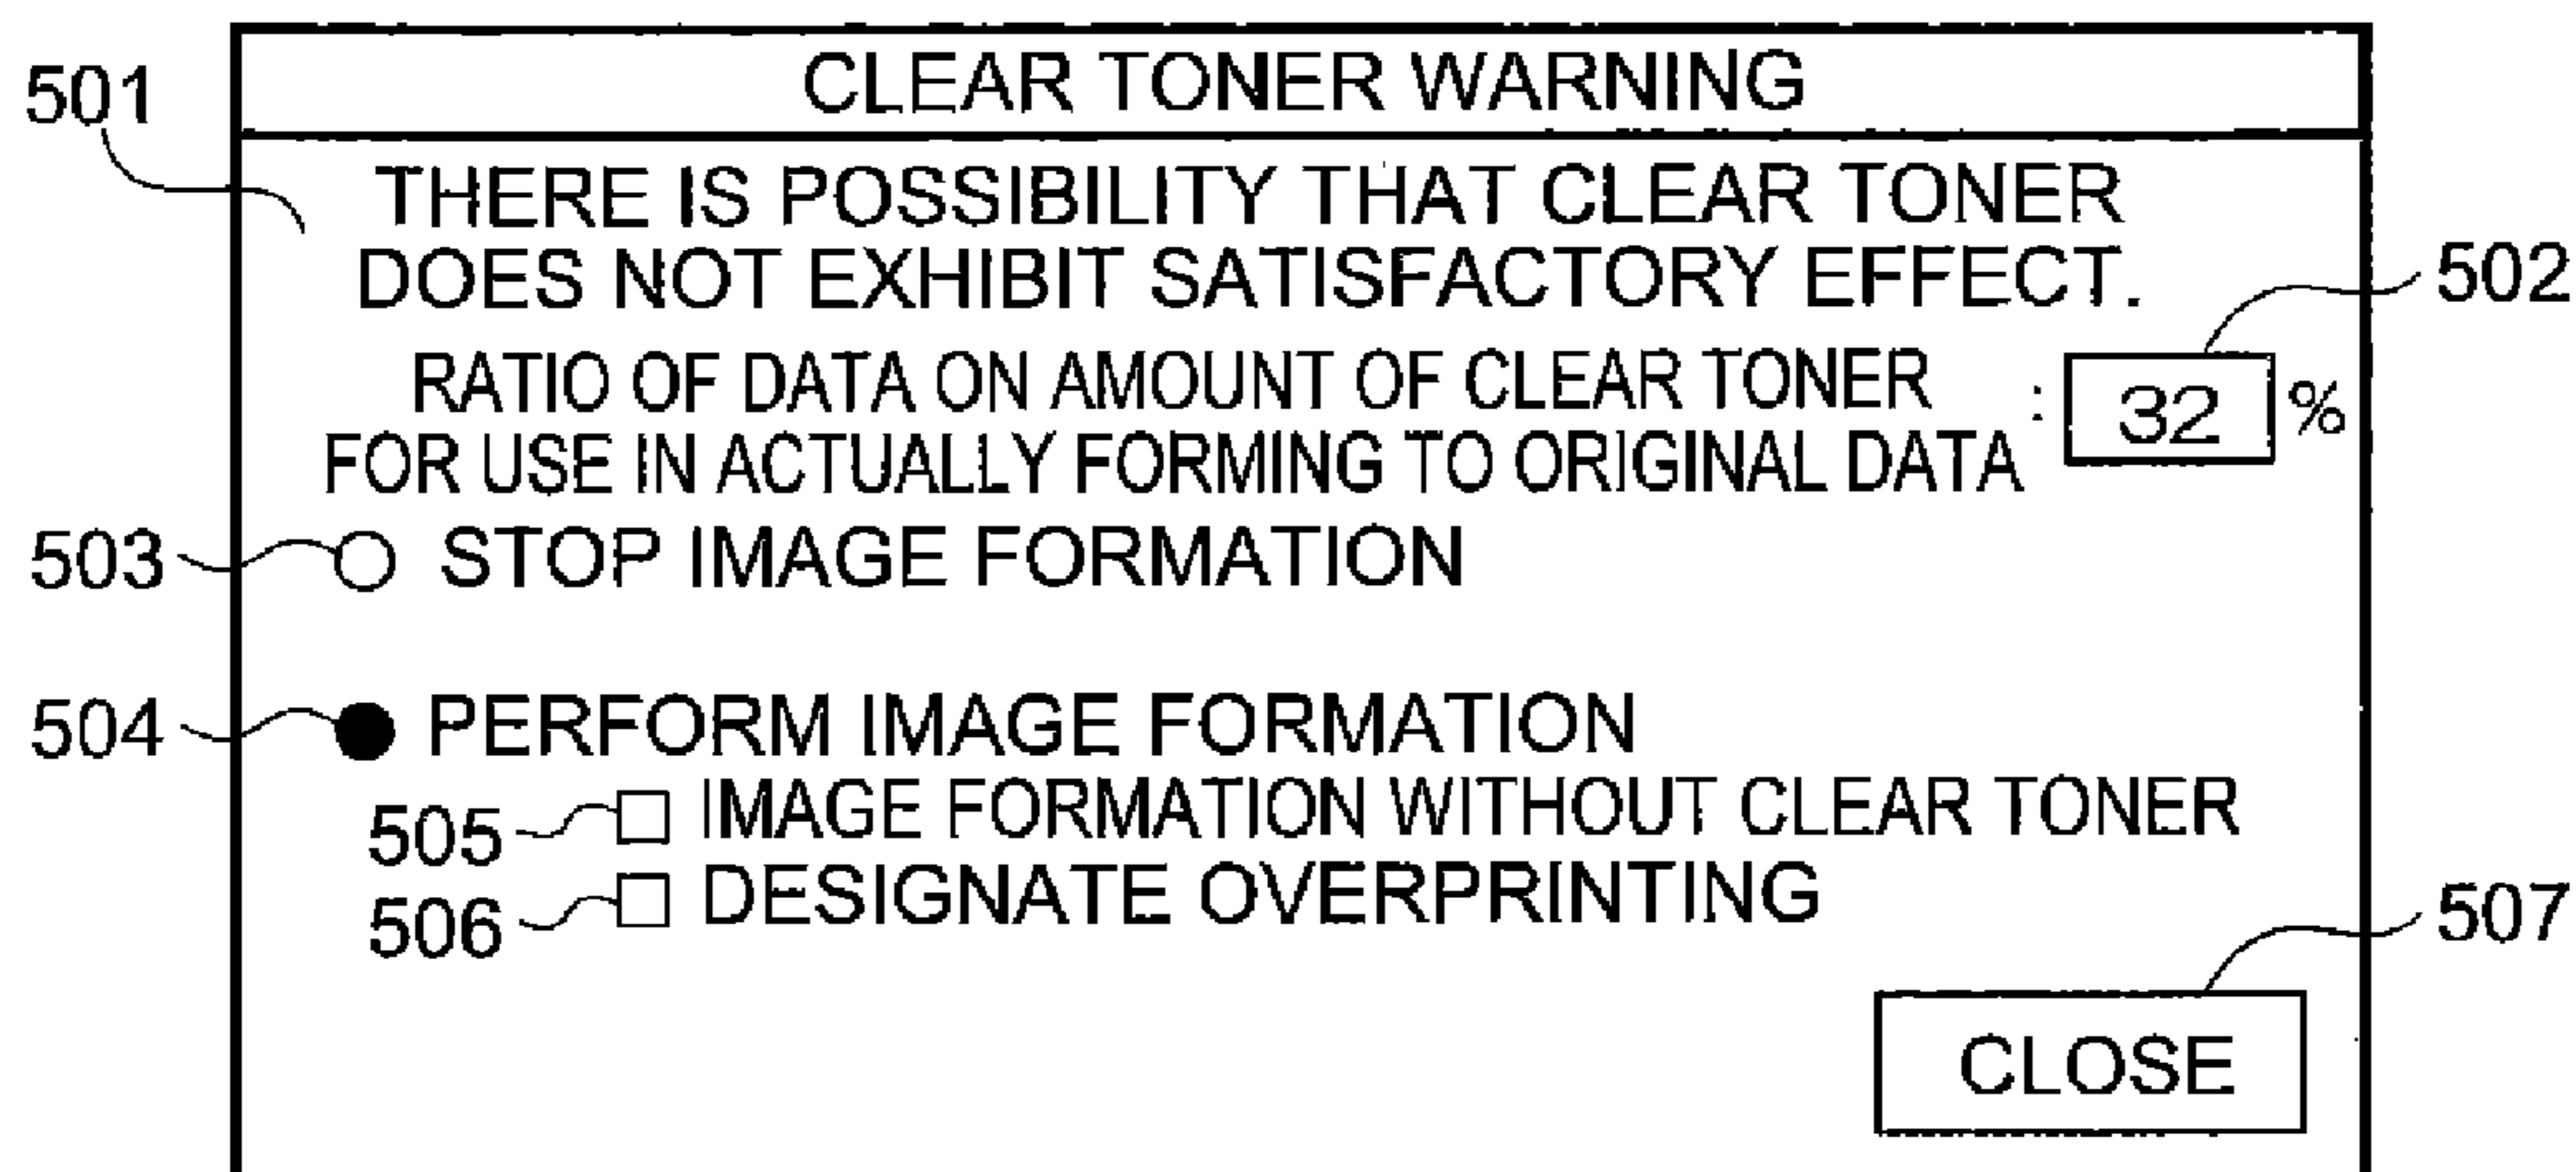 CLEAR TONER WARNING
501
THERE IS POSSIBILITY THAT CLEAR TONER
DOES NOT EXHIBIT SATISFACTORY EFFECT.
502
RATIO OF DATA ON AMOUNT OF CLEAR TONER
FOR USE IN ACTUALLY FORMING TO ORIGINAL DATA : 32 %
503 STOP IMAGE FORMATION
504 PERFORM IMAGE FORMATION
505 IMAGE FORMATION WITHOUT CLEAR TONER
506 DESIGNATE OVERPRINTING
507
CLOSE